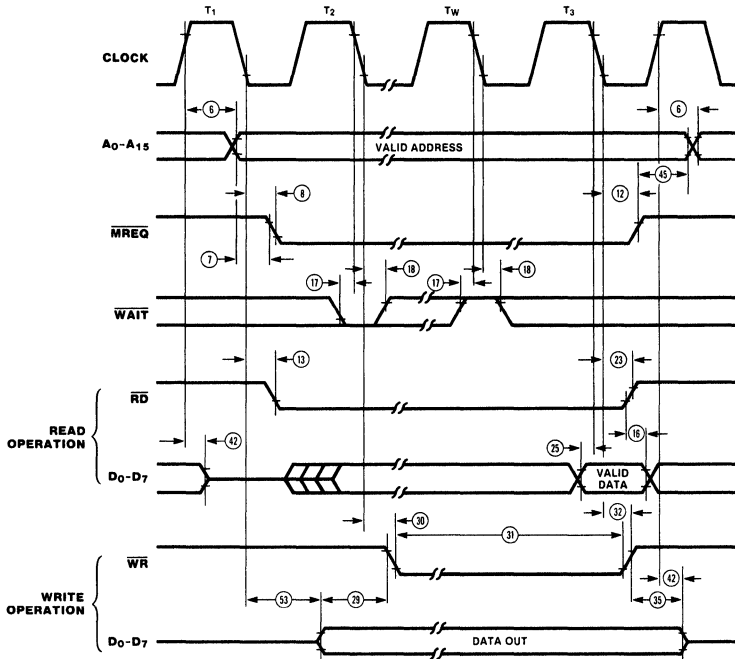 T1 T2 TW T3
CLOCK
6 6
A0-A15 VALID ADDRESS
45
8 12
MREQ
7
17 18 17 18
WAIT
13 23
RD
READ OPERATION
42 25 16
D0-D7 VALID DATA
32
30 31
WR
WRITE OPERATION
42
53 29 35
D0-D7 DATA OUT